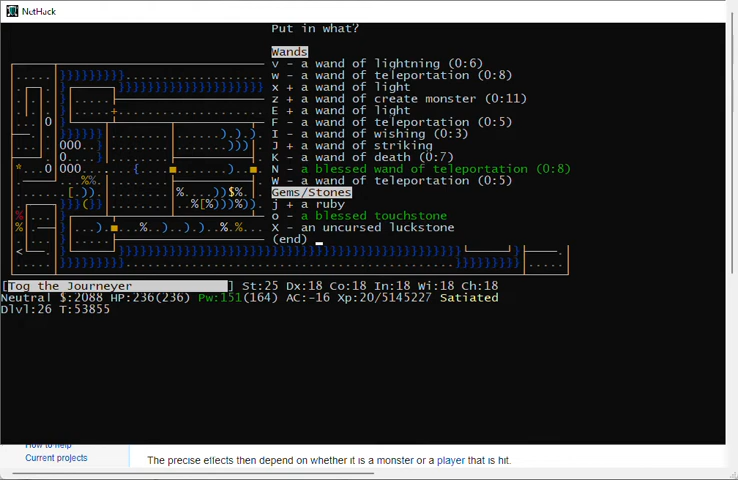 NetHack
Put in what?
Wands
v - a wand of lightning (0:6)
w - a wand of teleportation (0:8)
x + a wand of light
z + a wand of create monster (0:11)
E + a wand of light
F - a wand of teleportation (0:5)
I - a wand of wishing (0:3)
J + a wand of striking
K - a wand of death (0:7)
N - a blessed wand of teleportation (0:8)
W - a wand of teleportation (0:5)
Gems/Stones
j + a ruby
o - a blessed touchstone
X - an uncursed luckstone
(end)
[Tog the Journeyer ] St:25 Dx:18 Co:18 In:18 Wi:18 Ch:18
Neutral $:2088 HP:236(236) Pw:151(164) AC:-16 Xp:20/5145227 Satiated
Dlvl:26 T:53855
How to help
Current projects
The precise effects then depend on whether it is a monster or a player that is hit.